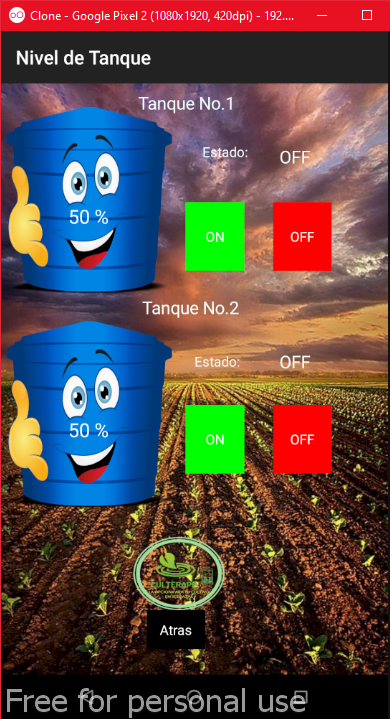 Clone - Google Pixel 2 (1080x1920, 420dpi) - 192....
Nivel de Tanque
Tanque No.1
Estado: OFF
50 %
ON OFF
Tanque No.2
Estado: OFF
50 %
ON OFF
Atras
Free for personal use